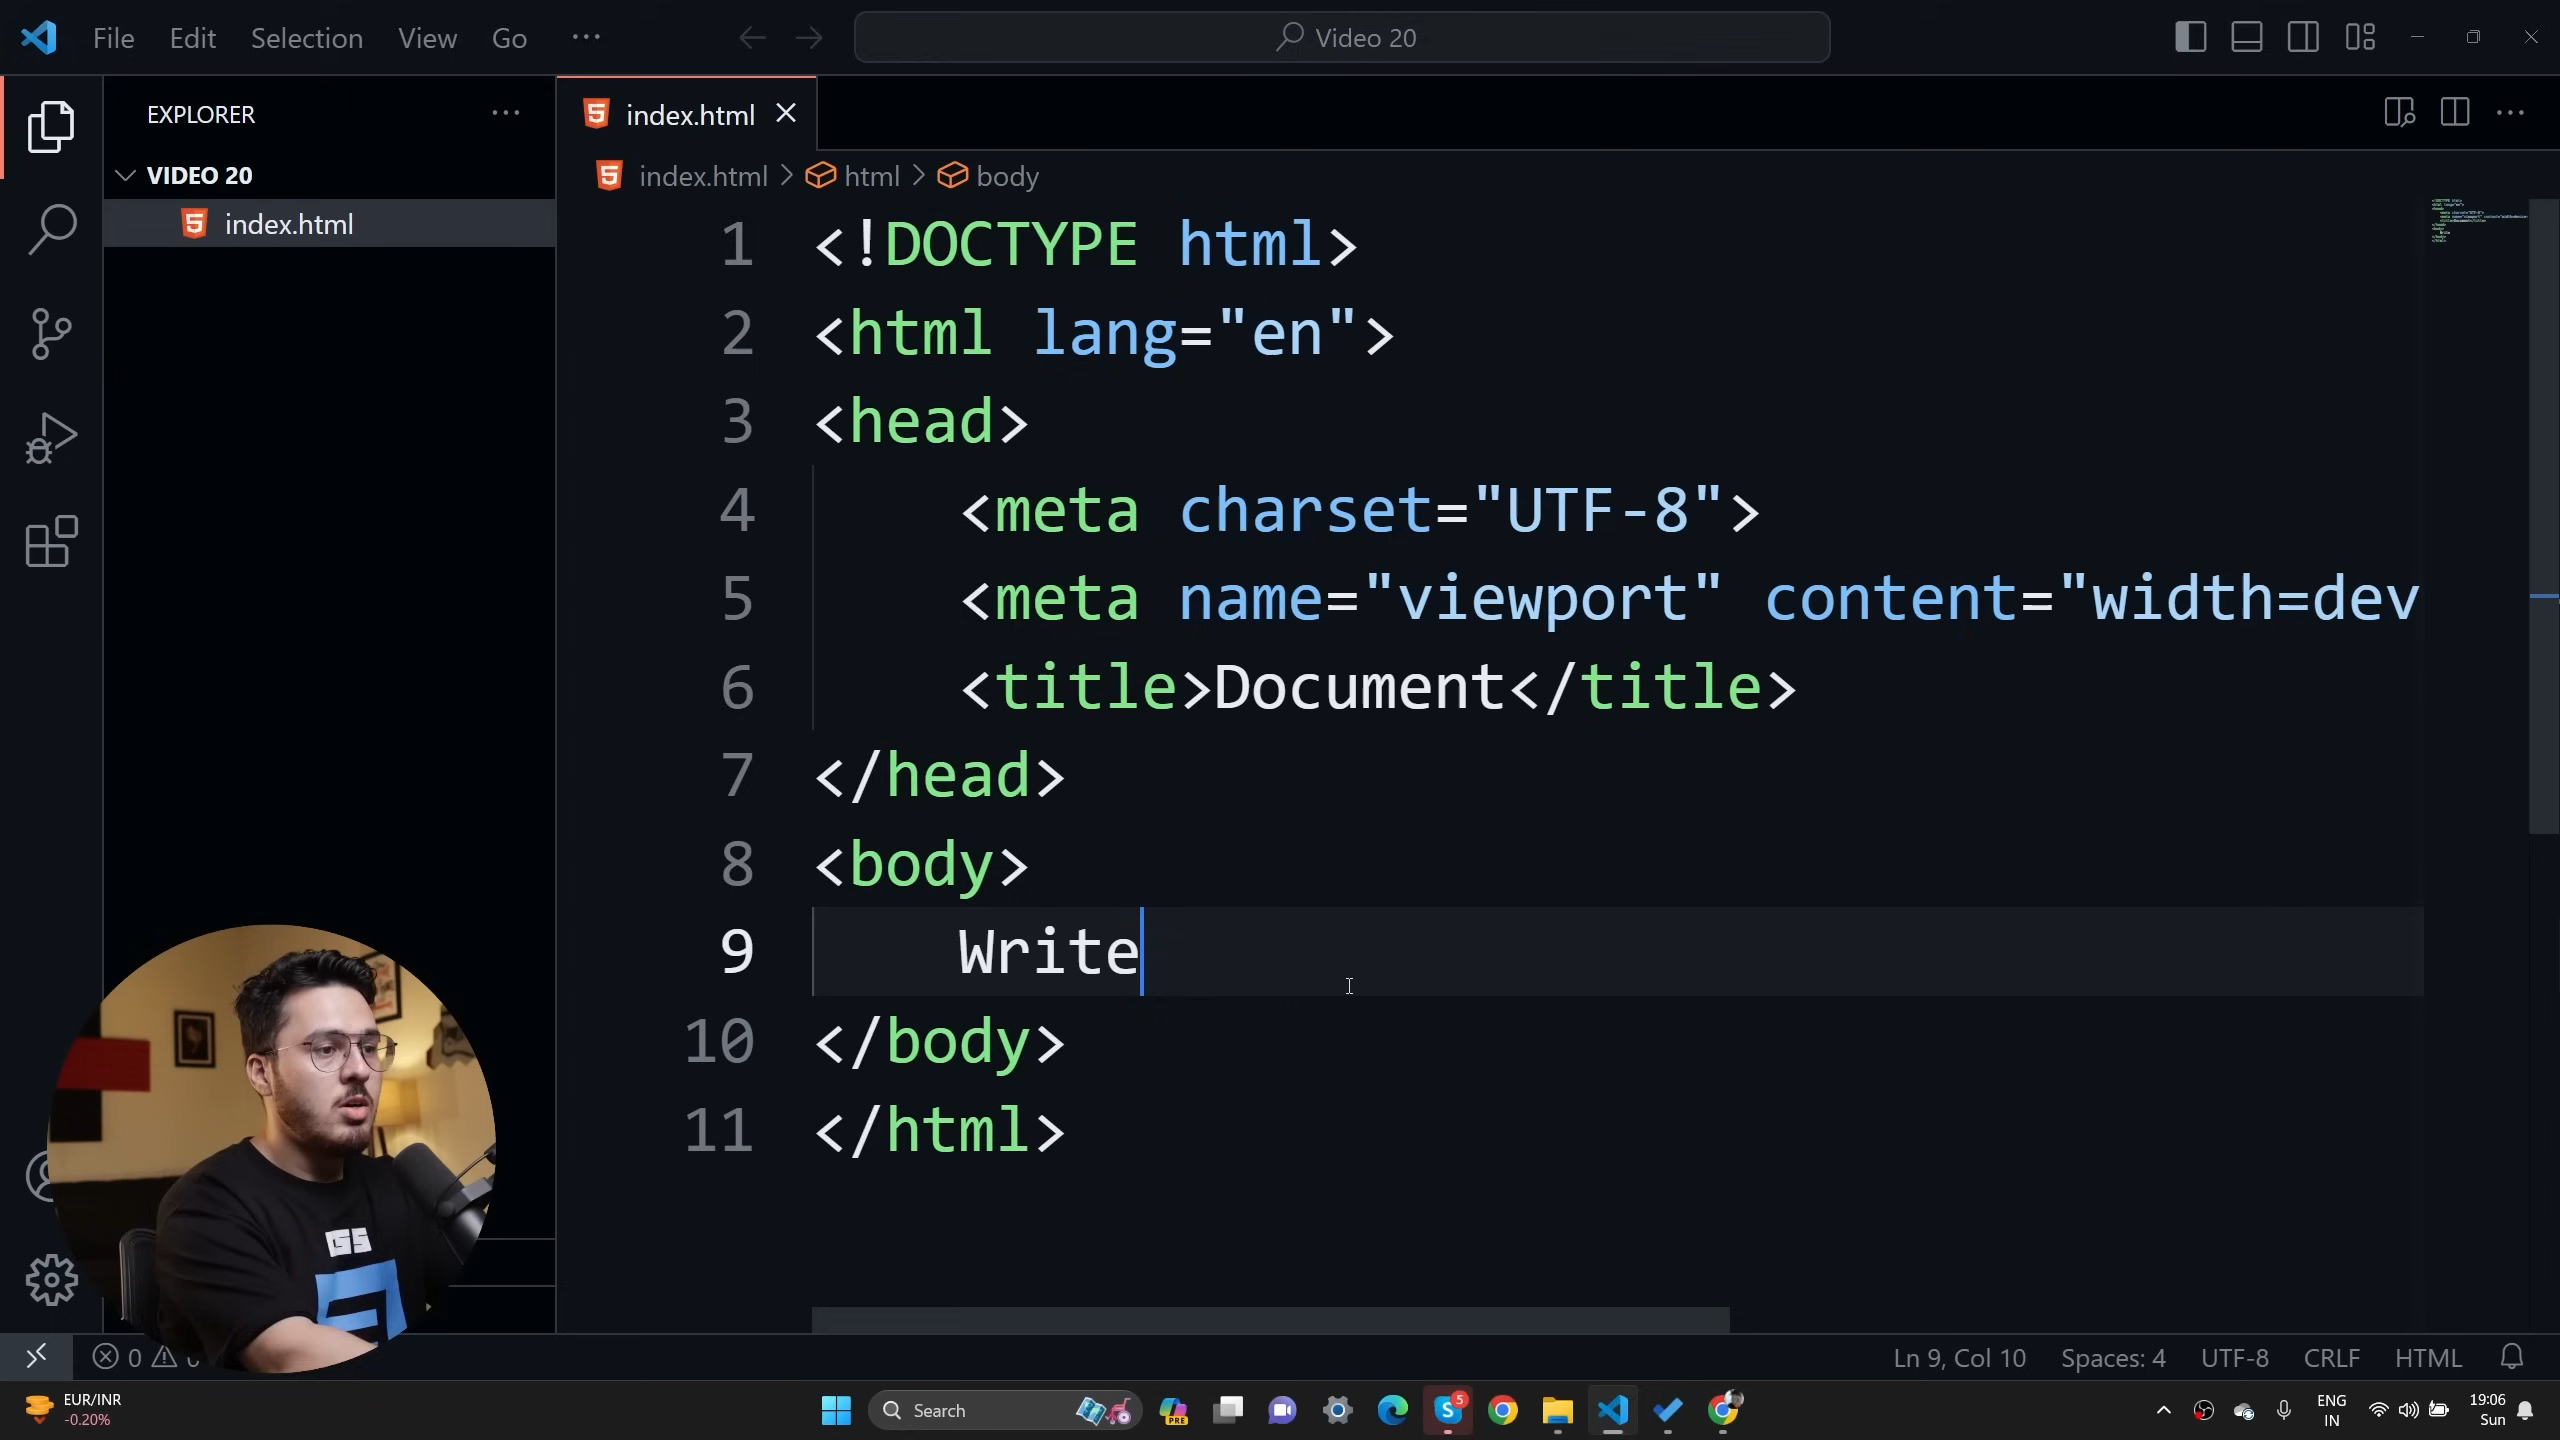 File Edit Selection View Go ...
Video 20
EXPLORER ...
index.html
VIDEO 20
index.html
index.html > html > body
1 <!DOCTYPE html>
2 <html lang="en">
3 <head>
4 <meta charset="UTF-8">
5 <meta name="viewport" content="width=dev
6 <title>Document</title>
7 </head>
8 <body>
9 Write
10 </body>
11 </html>
GS
0
Ln 9, Col 10 Spaces: 4 UTF-8 CRLF HTML
EUR/INR
-0.20%
Search
PRE
5
ENG
IN
19:06
Sun